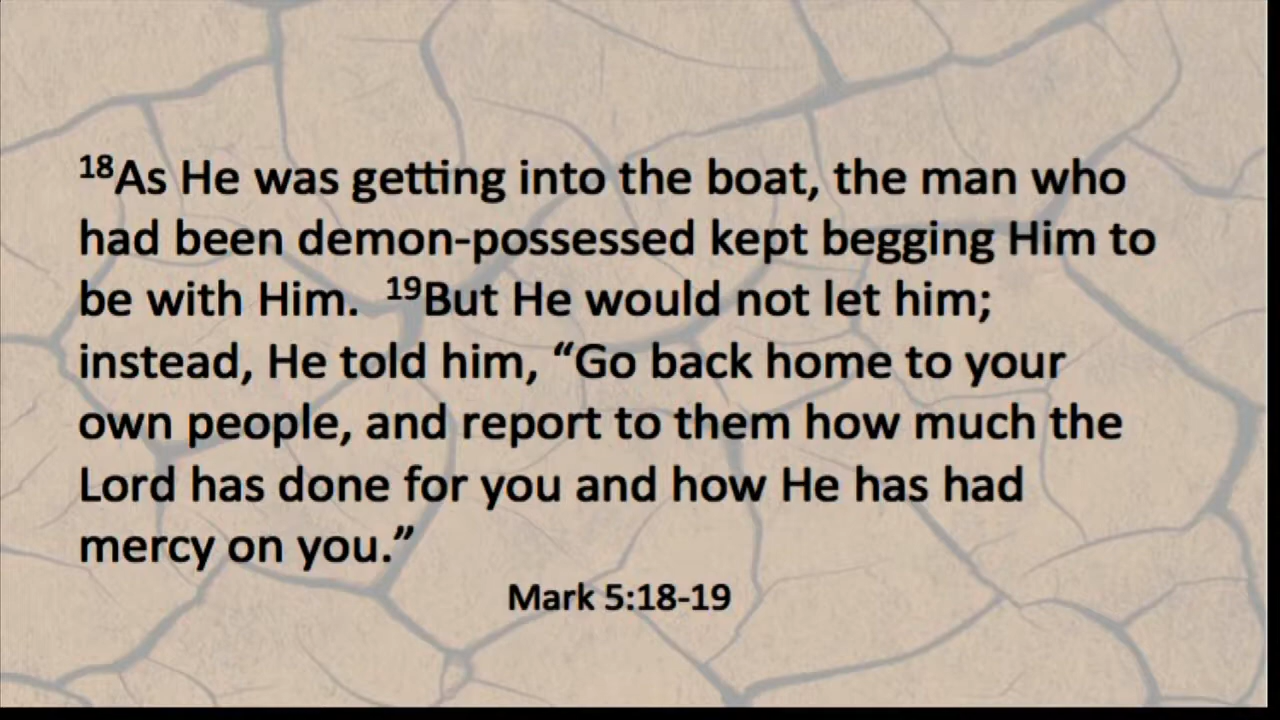 ¹⁸As He was getting into the boat, the man who
had been demon-possessed kept begging Him to
be with Him. ¹⁹But He would not let him;
instead, He told him, “Go back home to your
own people, and report to them how much the
Lord has done for you and how He has had
mercy on you.”
Mark 5:18-19